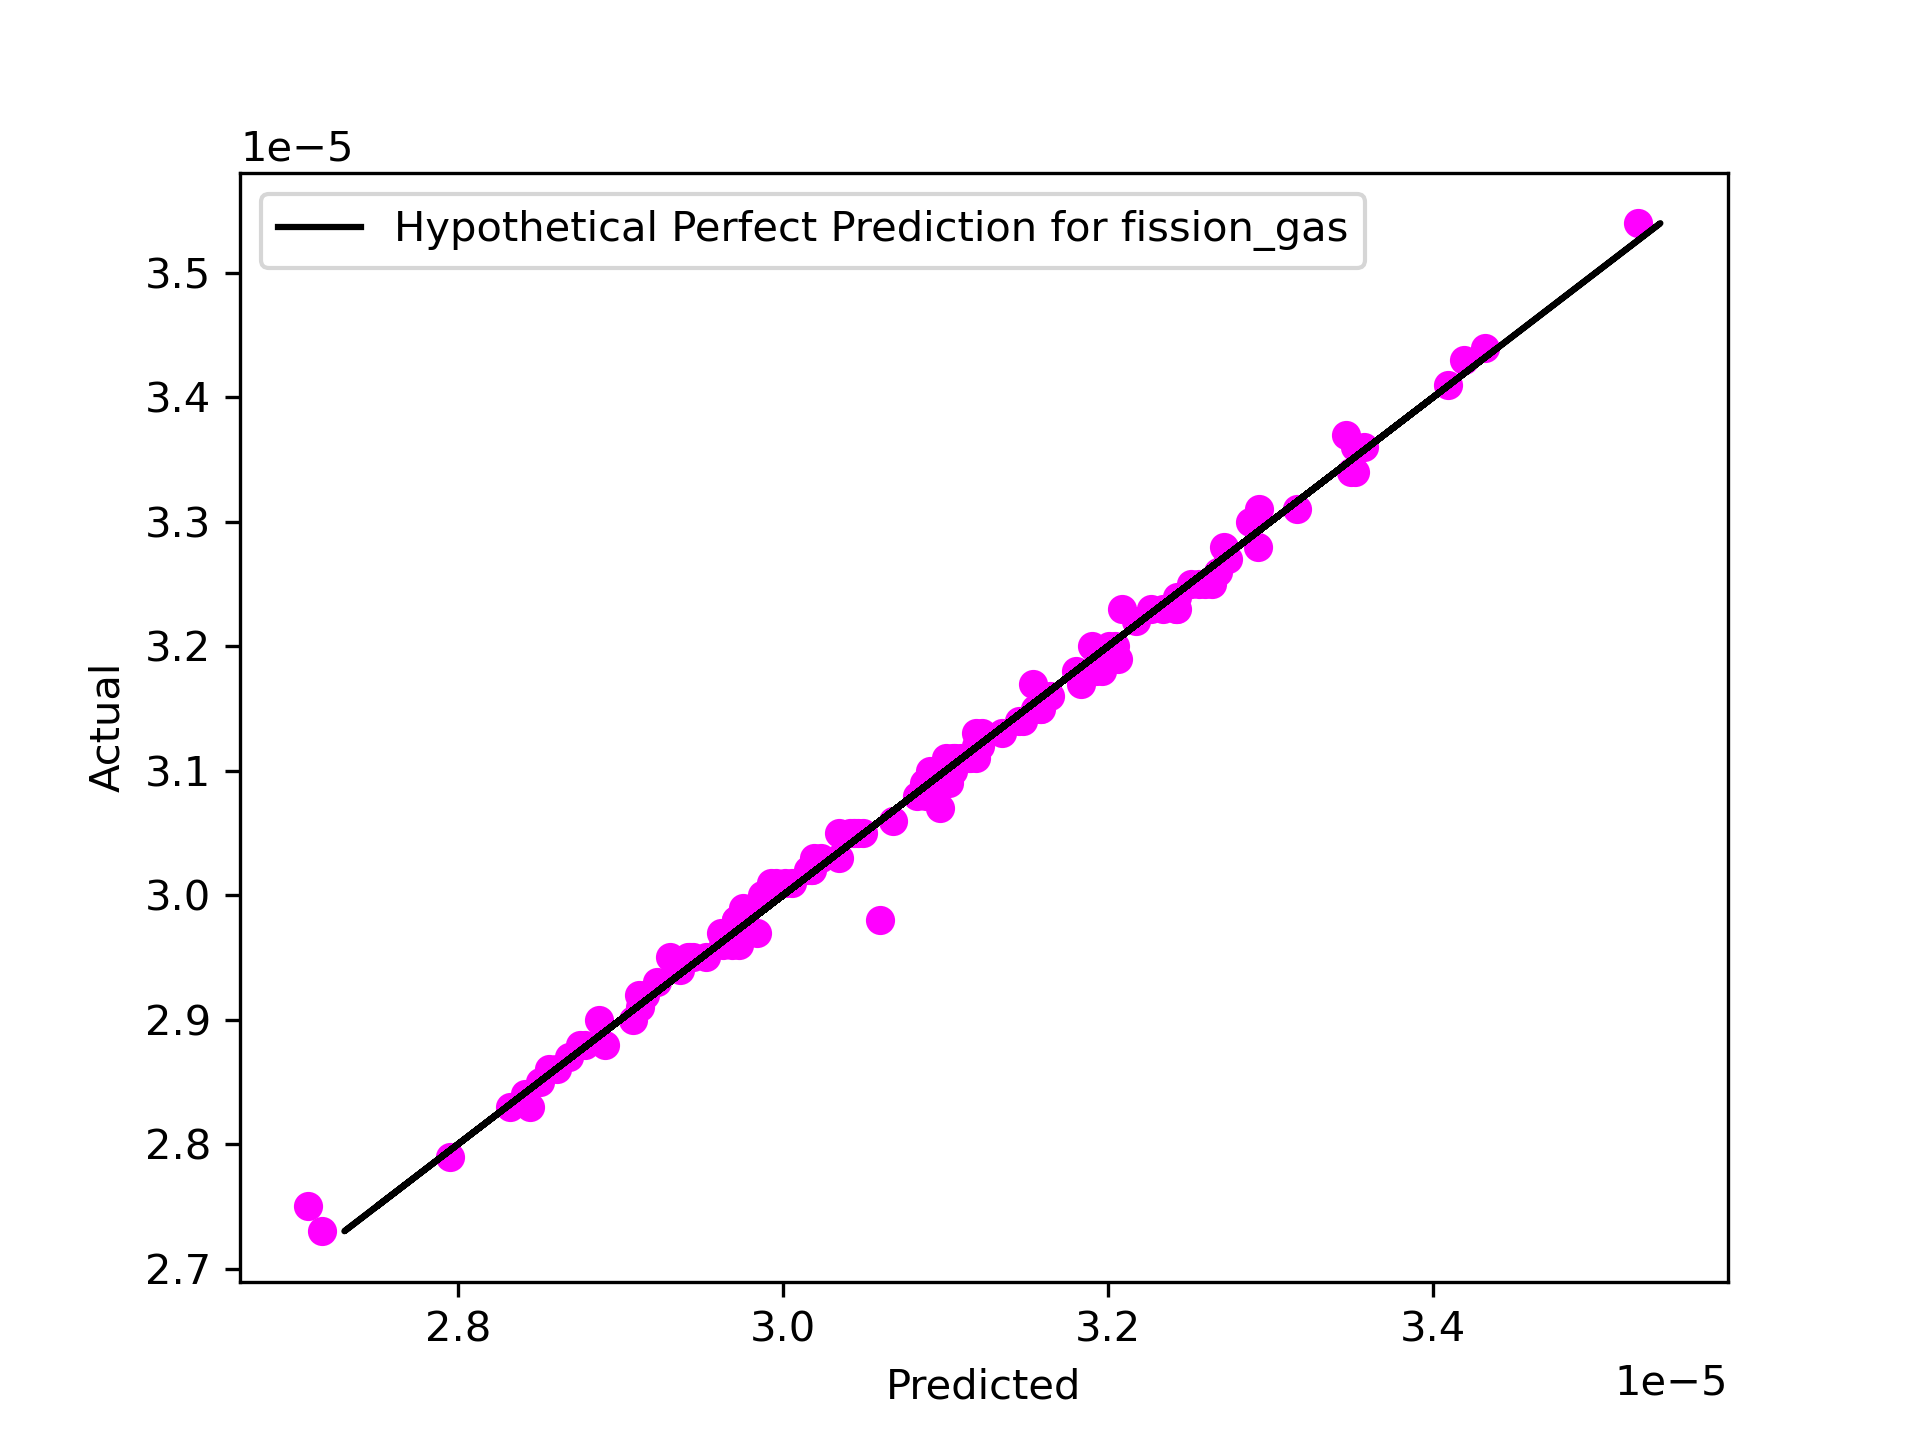 1e−5
Hypothetical Perfect Prediction for fission_gas
3.5
3.4
3.3
3.2
3.1
3.0
2.9
2.8
2.7
Actual
2.8 3.0 3.2 3.4
Predicted
1e−5